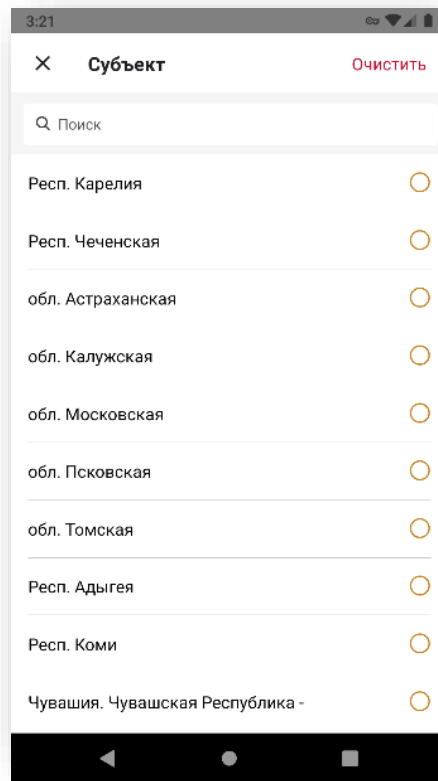 3:21
Субъект
Очистить
Поиск
Респ. Карелия
Респ. Чеченская
обл. Астраханская
обл. Калужская
обл. Московская
обл. Псковская
обл. Томская
Респ. Адыгея
Респ. Коми
Чувашия. Чувашская Республика -